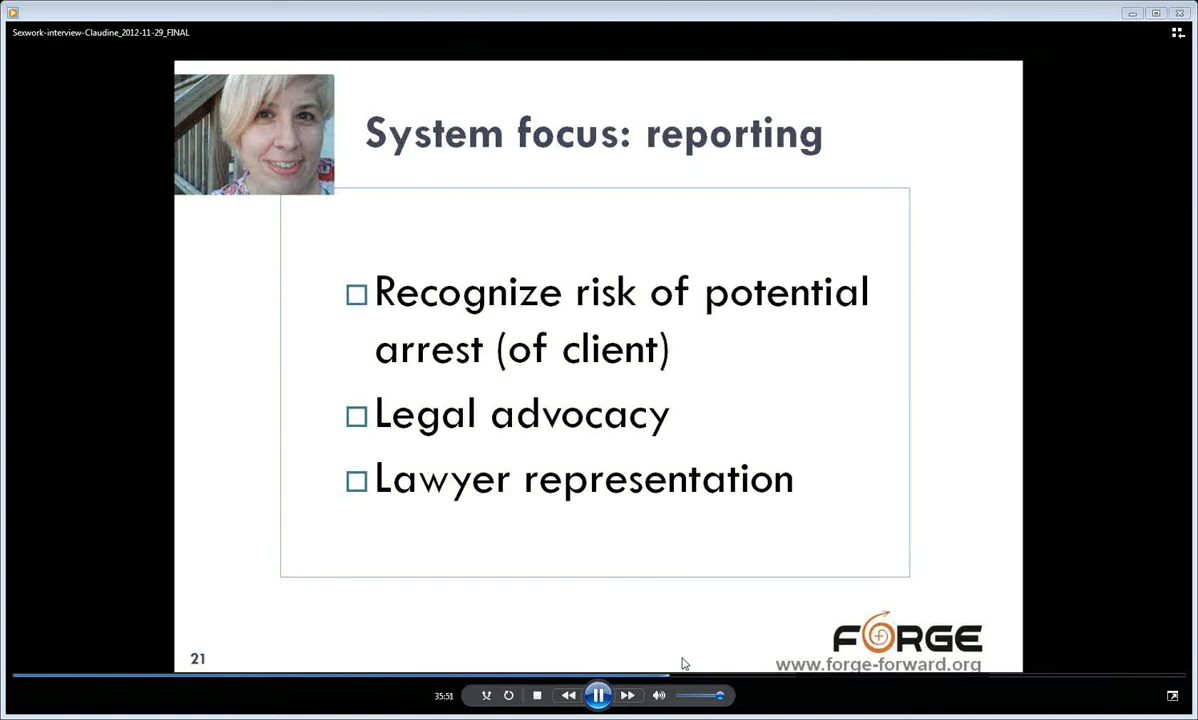 Sexwork-interview-Claudine_2012-11-29_FINAL
System focus: reporting
Recognize risk of potential
arrest (of client)
Legal advocacy
Lawyer representation
FORGE
21
www.forge-forward.org
35:51